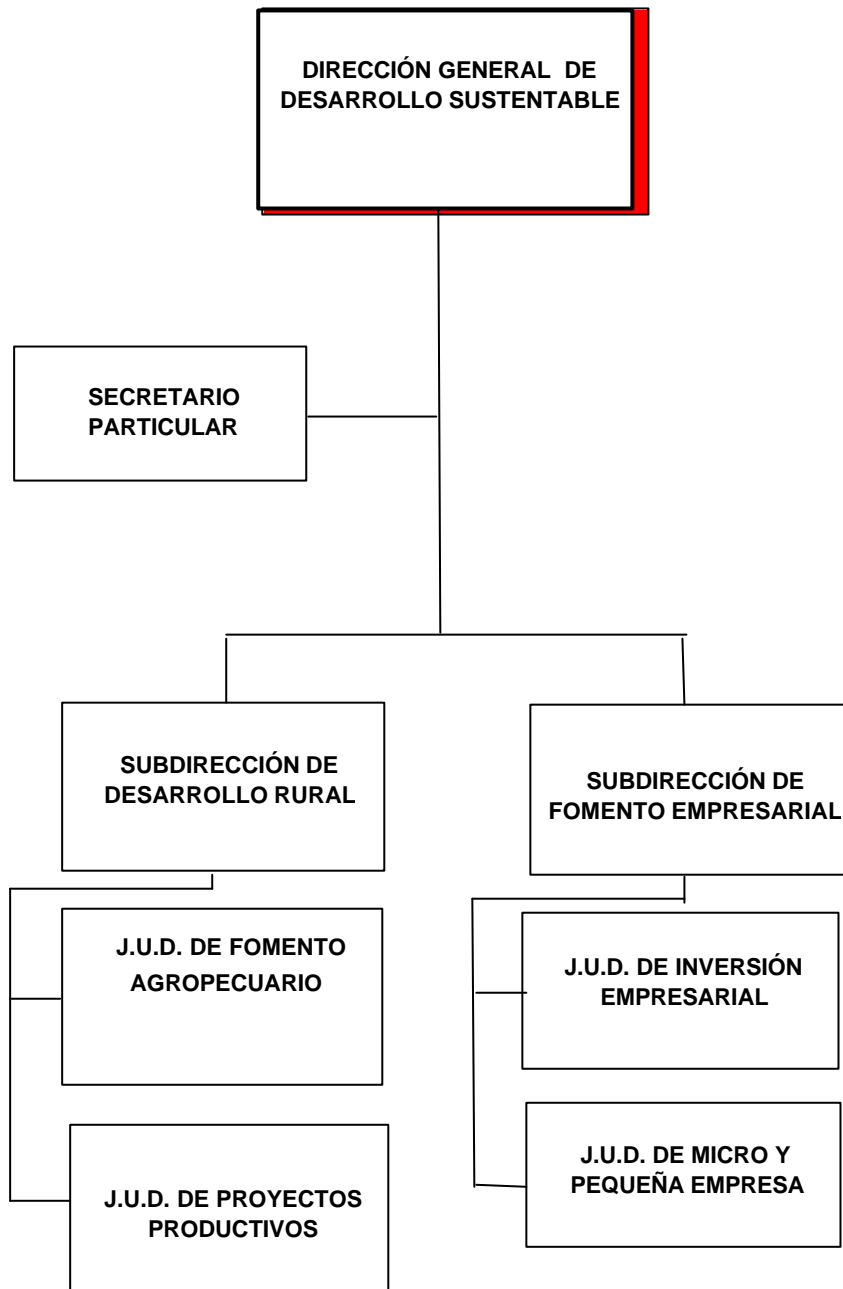 DIRECCIÓN GENERAL DE
DESARROLLO SUSTENTABLE
SECRETARIO
PARTICULAR
SUBDIRECCIÓN DE
DESARROLLO RURAL
SUBDIRECCIÓN DE
FOMENTO EMPRESARIAL
J.U.D. DE FOMENTO
AGROPECUARIO
J.U.D. DE INVERSIÓN
EMPRESARIAL
J.U.D. DE PROYECTOS
PRODUCTIVOS
J.U.D. DE MICRO Y
PEQUEÑA EMPRESA